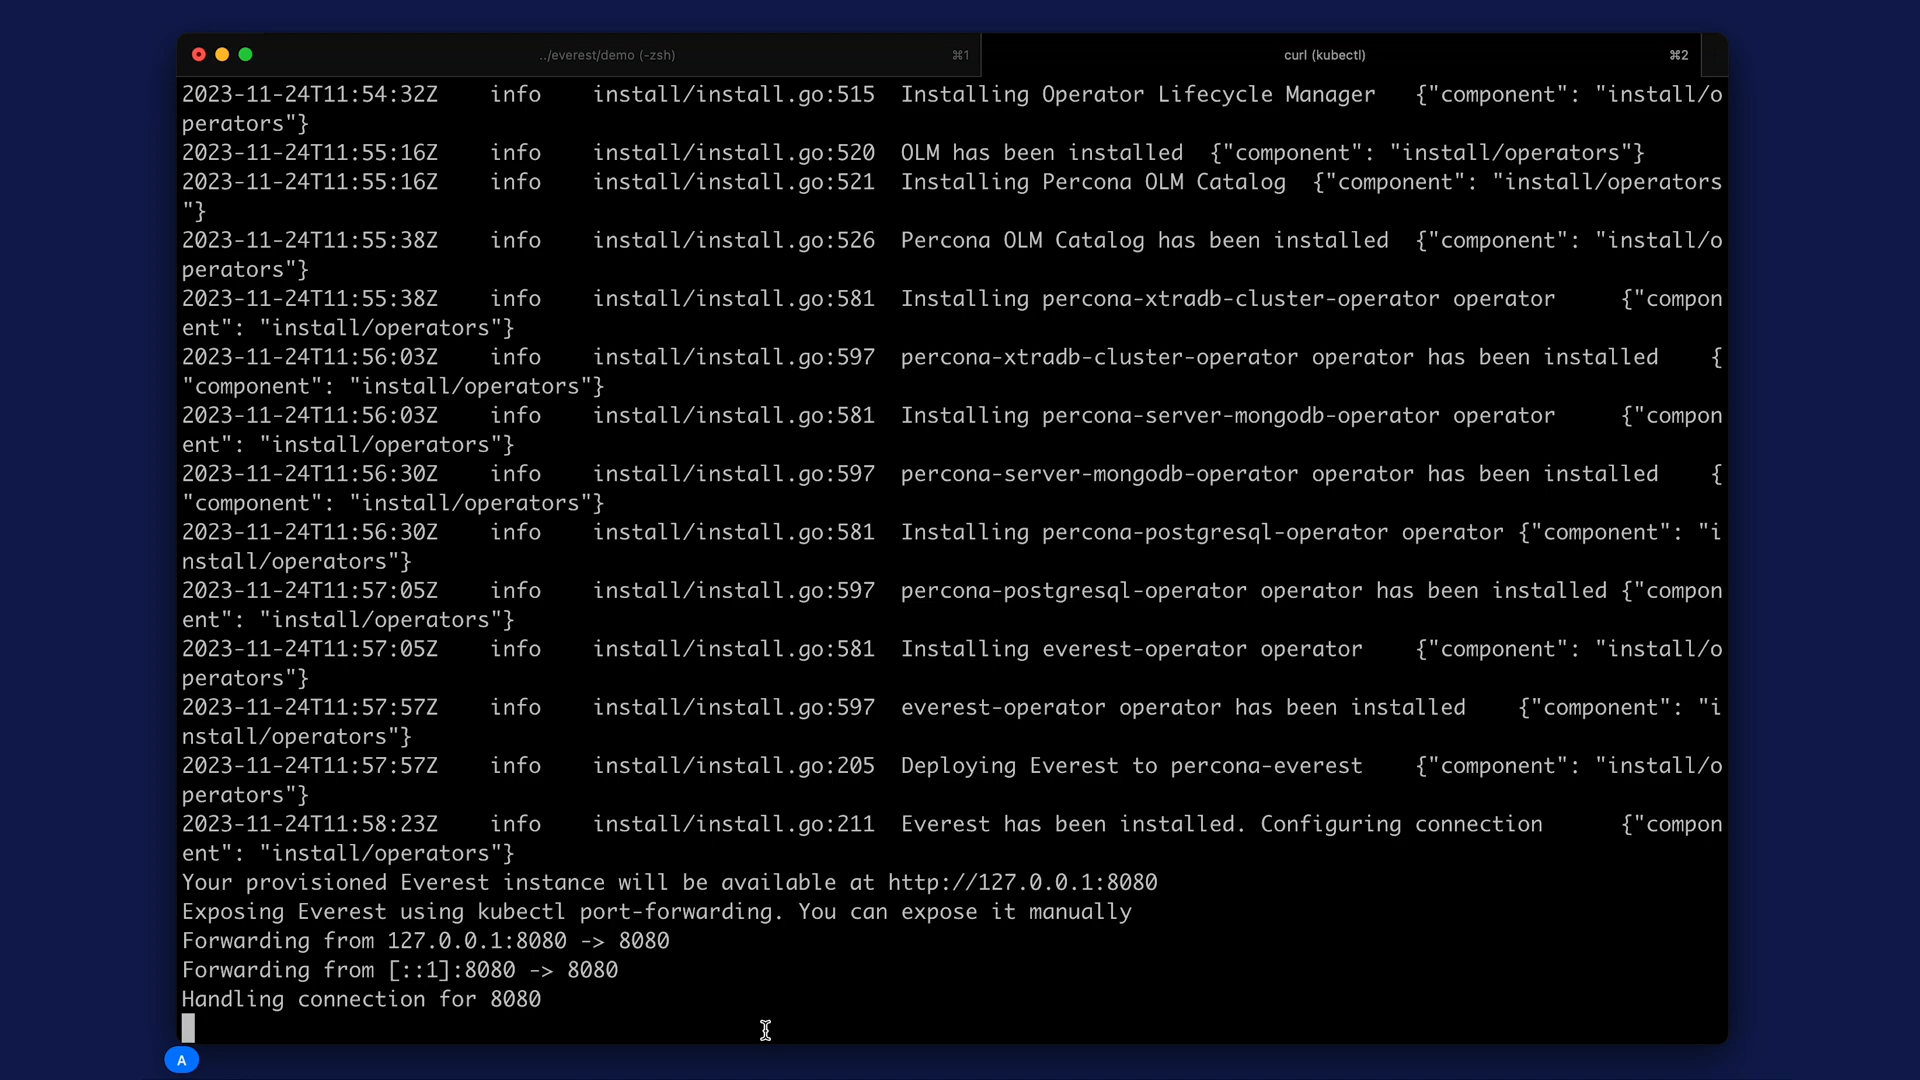 ../everest/demo (-zsh) ⌘1 curl (kubectl) ⌘2
2023-11-24T11:54:32Z    info    install/install.go:515  Installing Operator Lifecycle Manager   {"component": "install/o
perators"}
2023-11-24T11:55:16Z    info    install/install.go:520  OLM has been installed  {"component": "install/operators"}
2023-11-24T11:55:16Z    info    install/install.go:521  Installing Percona OLM Catalog  {"component": "install/operators
"}
2023-11-24T11:55:38Z    info    install/install.go:526  Percona OLM Catalog has been installed  {"component": "install/o
perators"}
2023-11-24T11:55:38Z    info    install/install.go:581  Installing percona-xtradb-cluster-operator operator     {"compon
ent": "install/operators"}
2023-11-24T11:56:03Z    info    install/install.go:597  percona-xtradb-cluster-operator operator has been installed    {
"component": "install/operators"}
2023-11-24T11:56:03Z    info    install/install.go:581  Installing percona-server-mongodb-operator operator     {"compon
ent": "install/operators"}
2023-11-24T11:56:30Z    info    install/install.go:597  percona-server-mongodb-operator operator has been installed    {
"component": "install/operators"}
2023-11-24T11:56:30Z    info    install/install.go:581  Installing percona-postgresql-operator operator {"component": "i
nstall/operators"}
2023-11-24T11:57:05Z    info    install/install.go:597  percona-postgresql-operator operator has been installed {"compon
ent": "install/operators"}
2023-11-24T11:57:05Z    info    install/install.go:581  Installing everest-operator operator    {"component": "install/o
perators"}
2023-11-24T11:57:57Z    info    install/install.go:597  everest-operator operator has been installed    {"component": "i
nstall/operators"}
2023-11-24T11:57:57Z    info    install/install.go:205  Deploying Everest to percona-everest    {"component": "install/o
perators"}
2023-11-24T11:58:23Z    info    install/install.go:211  Everest has been installed. Configuring connection      {"compon
ent": "install/operators"}
Your provisioned Everest instance will be available at http://127.0.0.1:8080
Exposing Everest using kubectl port-forwarding. You can expose it manually
Forwarding from 127.0.0.1:8080 -> 8080
Forwarding from [::1]:8080 -> 8080
Handling connection for 8080
A